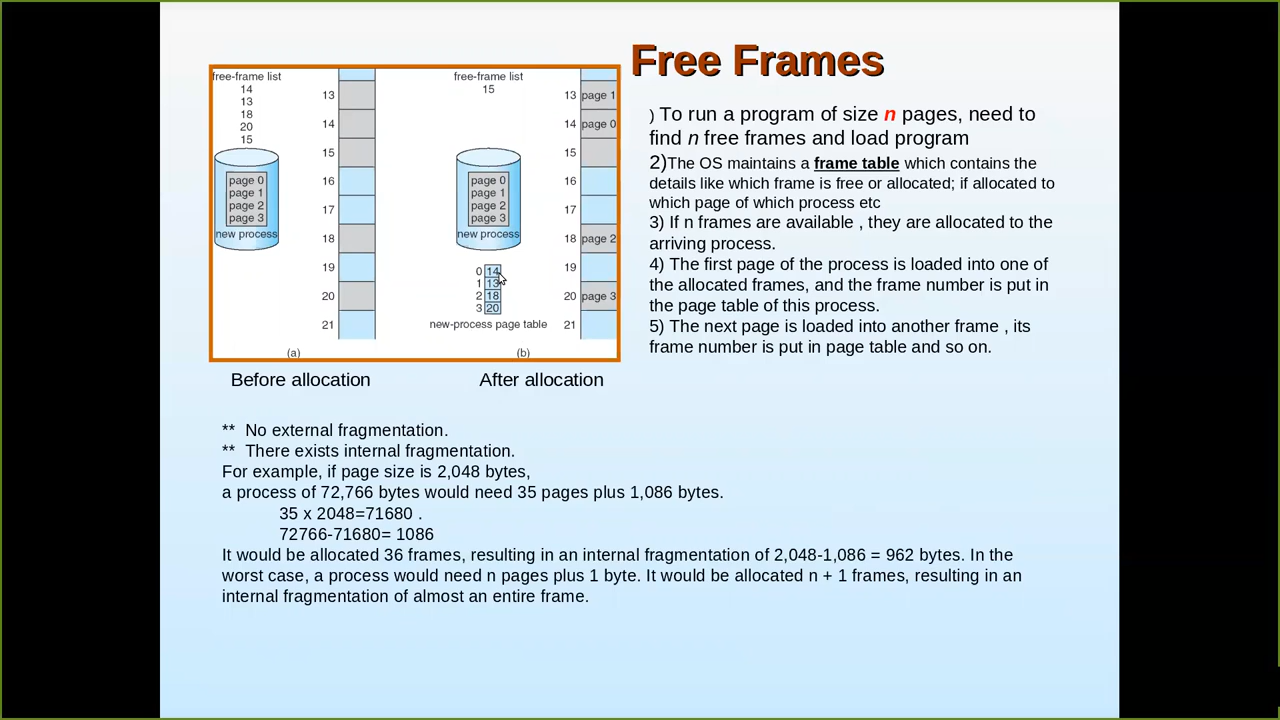 Free Frames
free-frame list
14
13
18
20
15
page 0
page 1
page 2
page 3
new process
13
14
15
16
17
18
19
20
21
(a)
free-frame list
15
page 0
page 1
page 2
page 3
new process
0 14
1 13
2 18
3 20
new-process page table
13 page 1
14 page 0
15
16
17
18 page 2
19
20 page 3
21
(b)
Before allocation
After allocation
) To run a program of size n pages, need to
find n free frames and load program
2)The OS maintains a frame table which contains the
details like which frame is free or allocated; if allocated to
which page of which process etc
3) If n frames are available , they are allocated to the
arriving process.
4) The first page of the process is loaded into one of
the allocated frames, and the frame number is put in
the page table of this process.
5) The next page is loaded into another frame , its
frame number is put in page table and so on.
** No external fragmentation.
** There exists internal fragmentation.
For example, if page size is 2,048 bytes,
a process of 72,766 bytes would need 35 pages plus 1,086 bytes.
35 x 2048=71680 .
72766-71680= 1086
It would be allocated 36 frames, resulting in an internal fragmentation of 2,048-1,086 = 962 bytes. In the
worst case, a process would need n pages plus 1 byte. It would be allocated n + 1 frames, resulting in an
internal fragmentation of almost an entire frame.